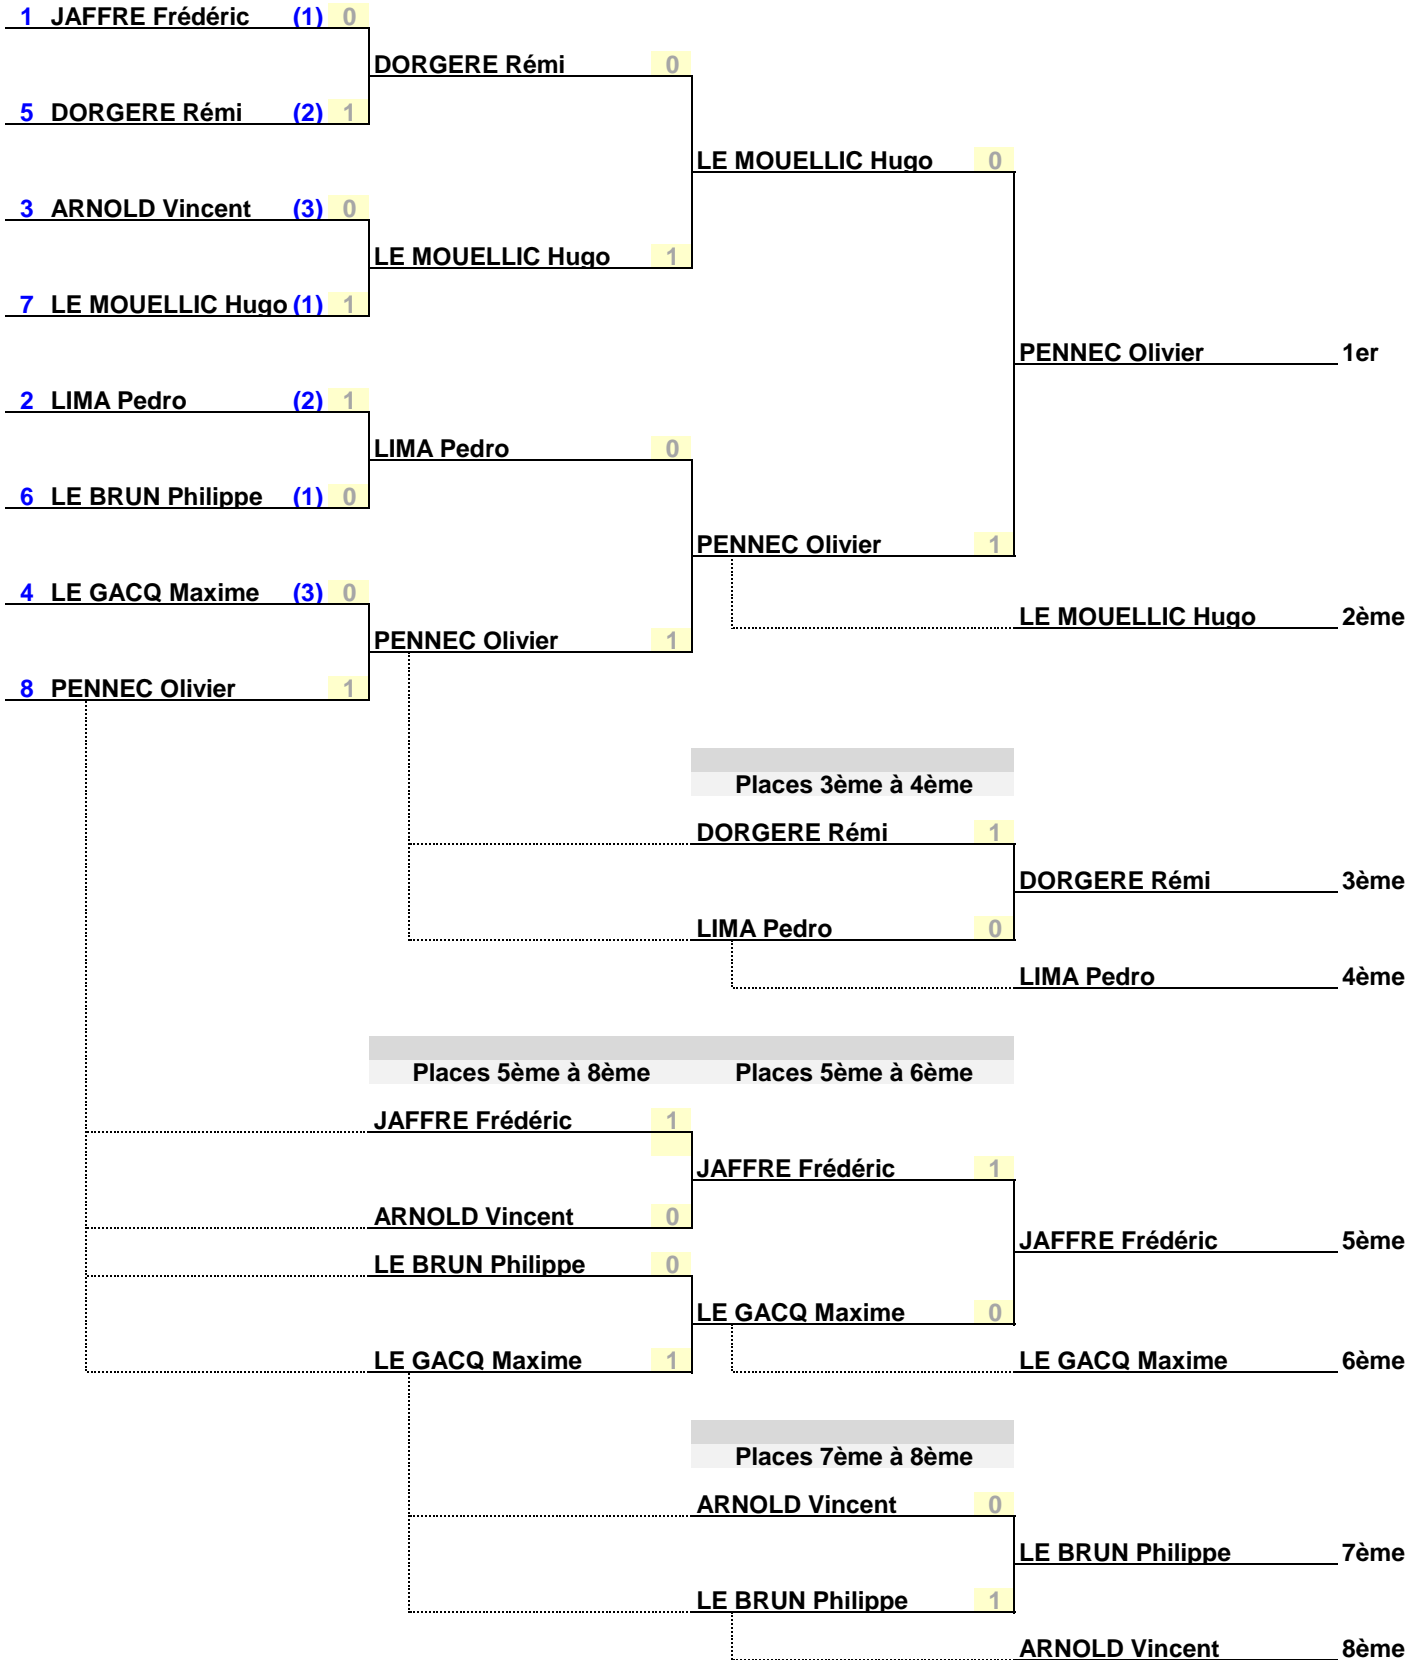 1 JAFFRE Frédéric (1) 0
DORGERE Rémi 0
5 DORGERE Rémi (2) 1
LE MOUELLIC Hugo 0
3 ARNOLD Vincent (3) 0
LE MOUELLIC Hugo 1
7 LE MOUELLIC Hugo (1) 1
PENNEC Olivier 1er
2 LIMA Pedro (2) 1
LIMA Pedro 0
6 LE BRUN Philippe (1) 0
PENNEC Olivier 1
4 LE GACQ Maxime (3) 0
LE MOUELLIC Hugo 2ème
PENNEC Olivier 1
8 PENNEC Olivier 1
Places 3ème à 4ème
DORGERE Rémi 1
DORGERE Rémi 3ème
LIMA Pedro 0
LIMA Pedro 4ème
Places 5ème à 8ème Places 5ème à 6ème
JAFFRE Frédéric 1
JAFFRE Frédéric 1
ARNOLD Vincent 0
JAFFRE Frédéric 5ème
LE BRUN Philippe 0
LE GACQ Maxime 0
LE GACQ Maxime 1 LE GACQ Maxime 6ème
Places 7ème à 8ème
ARNOLD Vincent 0
LE BRUN Philippe 7ème
LE BRUN Philippe 1
ARNOLD Vincent 8ème